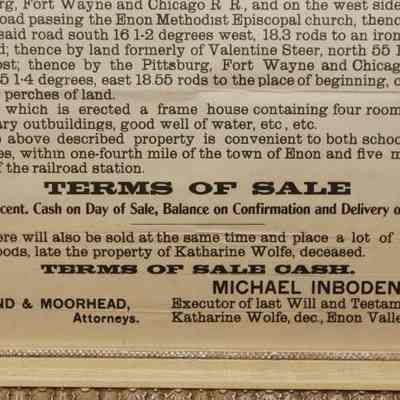 rg, Fort Wayne and Chicago R R., and on the west side
oad passing the Enon Methodist Episcopal church, thenc
said road south 16 1-2 degrees west, 18.3 rods to an iron
d; thence by land formerly of Valentine Steer, north 55 1
ost; thence by the Pittsburg, Fort Wayne and Chicag
5 1-4 degrees, east 18 55 rods to the place of beginning, c
perches of land.
which is erected a frame house containing four room
ary outbuildings, good well of water, etc , etc.
e above described property is convenient to both schoo
es, within one-fourth mile of the town of Enon and five m
of the railroad station.
TERMS OF SALE
cent. Cash on Day of Sale, Balance on Confirmation and Delivery o
ere will also be sold at the same time and place a lot of
oods, late the property of Katharine Wolfe, deceased.
TERMS OF SALE CASH.
MICHAEL INBODEN
ND & MOORHEAD,
Attorneys.
Executor of last Will and Testam
Katharine Wolfe, dec., Enon Valle